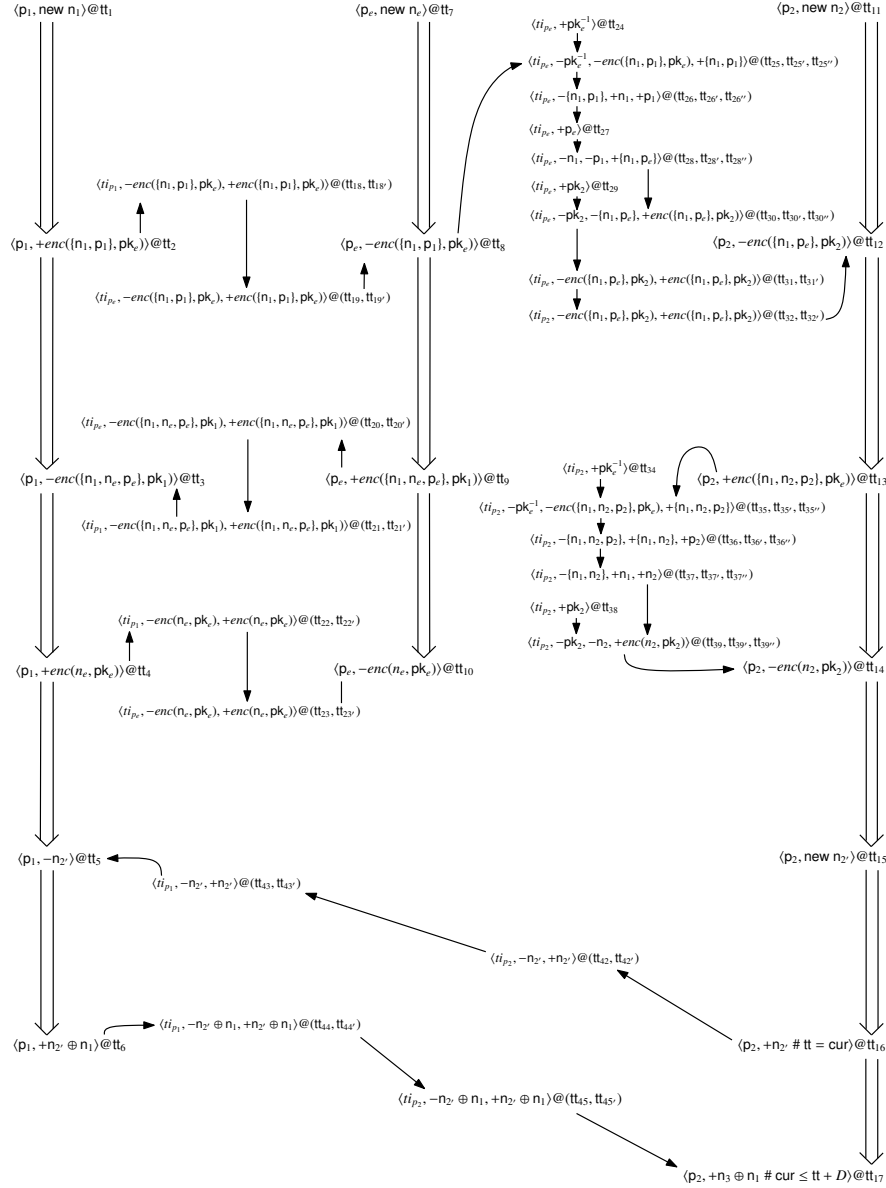 ⟨p₁, new n₁⟩@tt₁
⟨pₑ, new nₑ⟩@tt₇
⟨p₂, new n₂⟩@tt₁₁
⟨tiₚₑ, +pkₑ⁻¹⟩@tt₂₄
⟨tiₚₑ, −pkₑ⁻¹, −enc({n₁, p₁}, pkₑ), +{n₁, p₁}⟩@(tt₂₅, tt₂₅′, tt₂₅″)
⟨tiₚₑ, −{n₁, p₁}, +n₁, +p₁⟩@(tt₂₆, tt₂₆′, tt₂₆″)
⟨tiₚₑ, +pₑ⟩@tt₂₇
⟨tiₚₑ, −n₁, −p₁, +{n₁, pₑ}⟩@(tt₂₈, tt₂₈′, tt₂₈″)
⟨tiₚ₁, −enc({n₁, p₁}, pkₑ), +enc({n₁, p₁}, pkₑ)⟩@(tt₁₈, tt₁₈′)
⟨tiₚₑ, +pk₂⟩@tt₂₉
⟨tiₚₑ, −pk₂, −{n₁, pₑ}, +enc({n₁, pₑ}, pk₂)⟩@(tt₃₀, tt₃₀′, tt₃₀″)
⟨p₁, +enc({n₁, p₁}, pkₑ)⟩@tt₂
⟨pₑ, −enc({n₁, p₁}, pkₑ)⟩@tt₈
⟨p₂, −enc({n₁, pₑ}, pk₂)⟩@tt₁₂
⟨tiₚₑ, −enc({n₁, pₑ}, pk₂), +enc({n₁, pₑ}, pk₂)⟩@(tt₃₁, tt₃₁′)
⟨tiₚₑ, −enc({n₁, p₁}, pkₑ), +enc({n₁, p₁}, pkₑ)⟩@(tt₁₉, tt₁₉′)
⟨tiₚ₂, −enc({n₁, pₑ}, pk₂), +enc({n₁, pₑ}, pk₂)⟩@(tt₃₂, tt₃₂′)
⟨tiₚₑ, −enc({n₁, nₑ, pₑ}, pk₁), +enc({n₁, nₑ, pₑ}, pk₁)⟩@(tt₂₀, tt₂₀′)
⟨tiₚ₂, +pkₑ⁻¹⟩@tt₃₄
⟨p₁, −enc({n₁, nₑ, pₑ}, pk₁)⟩@tt₃
⟨pₑ, +enc({n₁, nₑ, pₑ}, pk₁)⟩@tt₉
⟨p₂, +enc({n₁, n₂, p₂}, pkₑ)⟩@tt₁₃
⟨tiₚ₂, −pkₑ⁻¹, −enc({n₁, n₂, p₂}, pkₑ), +{n₁, n₂, p₂}⟩@(tt₃₅, tt₃₅′, tt₃₅″)
⟨tiₚ₁, −enc({n₁, nₑ, pₑ}, pk₁), +enc({n₁, nₑ, pₑ}, pk₁)⟩@(tt₂₁, tt₂₁′)
⟨tiₚ₂, −{n₁, n₂, p₂}, +{n₁, n₂}, +p₂⟩@(tt₃₆, tt₃₆′, tt₃₆″)
⟨tiₚ₂, −{n₁, n₂}, +n₁, +n₂⟩@(tt₃₇, tt₃₇′, tt₃₇″)
⟨tiₚ₂, +pk₂⟩@tt₃₈
⟨tiₚ₁, −enc(nₑ, pkₑ), +enc(nₑ, pkₑ)⟩@(tt₂₂, tt₂₂′)
⟨tiₚ₂, −pk₂, −n₂, +enc(n₂, pk₂)⟩@(tt₃₉, tt₃₉′, tt₃₉″)
⟨p₁, +enc(nₑ, pkₑ)⟩@tt₄
⟨pₑ, −enc(nₑ, pkₑ)⟩@tt₁₀
⟨p₂, −enc(n₂, pk₂)⟩@tt₁₄
⟨tiₚₑ, −enc(nₑ, pkₑ), +enc(nₑ, pkₑ)⟩@(tt₂₃, tt₂₃′)
⟨p₁, −n₂′⟩@tt₅
⟨p₂, new n₂′⟩@tt₁₅
⟨tiₚ₁, −n₂′, +n₂′⟩@(tt₄₃, tt₄₃′)
⟨tiₚ₂, −n₂′, +n₂′⟩@(tt₄₂, tt₄₂′)
⟨tiₚ₁, −n₂′ ⊕ n₁, +n₂′ ⊕ n₁⟩@(tt₄₄, tt₄₄′)
⟨p₁, +n₂′ ⊕ n₁⟩@tt₆
⟨p₂, +n₂′ # tt = cur⟩@tt₁₆
⟨tiₚ₂, −n₂′ ⊕ n₁, +n₂′ ⊕ n₁⟩@(tt₄₅, tt₄₅′)
⟨p₂, +n₃ ⊕ n₁ # cur ≤ tt + D⟩@tt₁₇